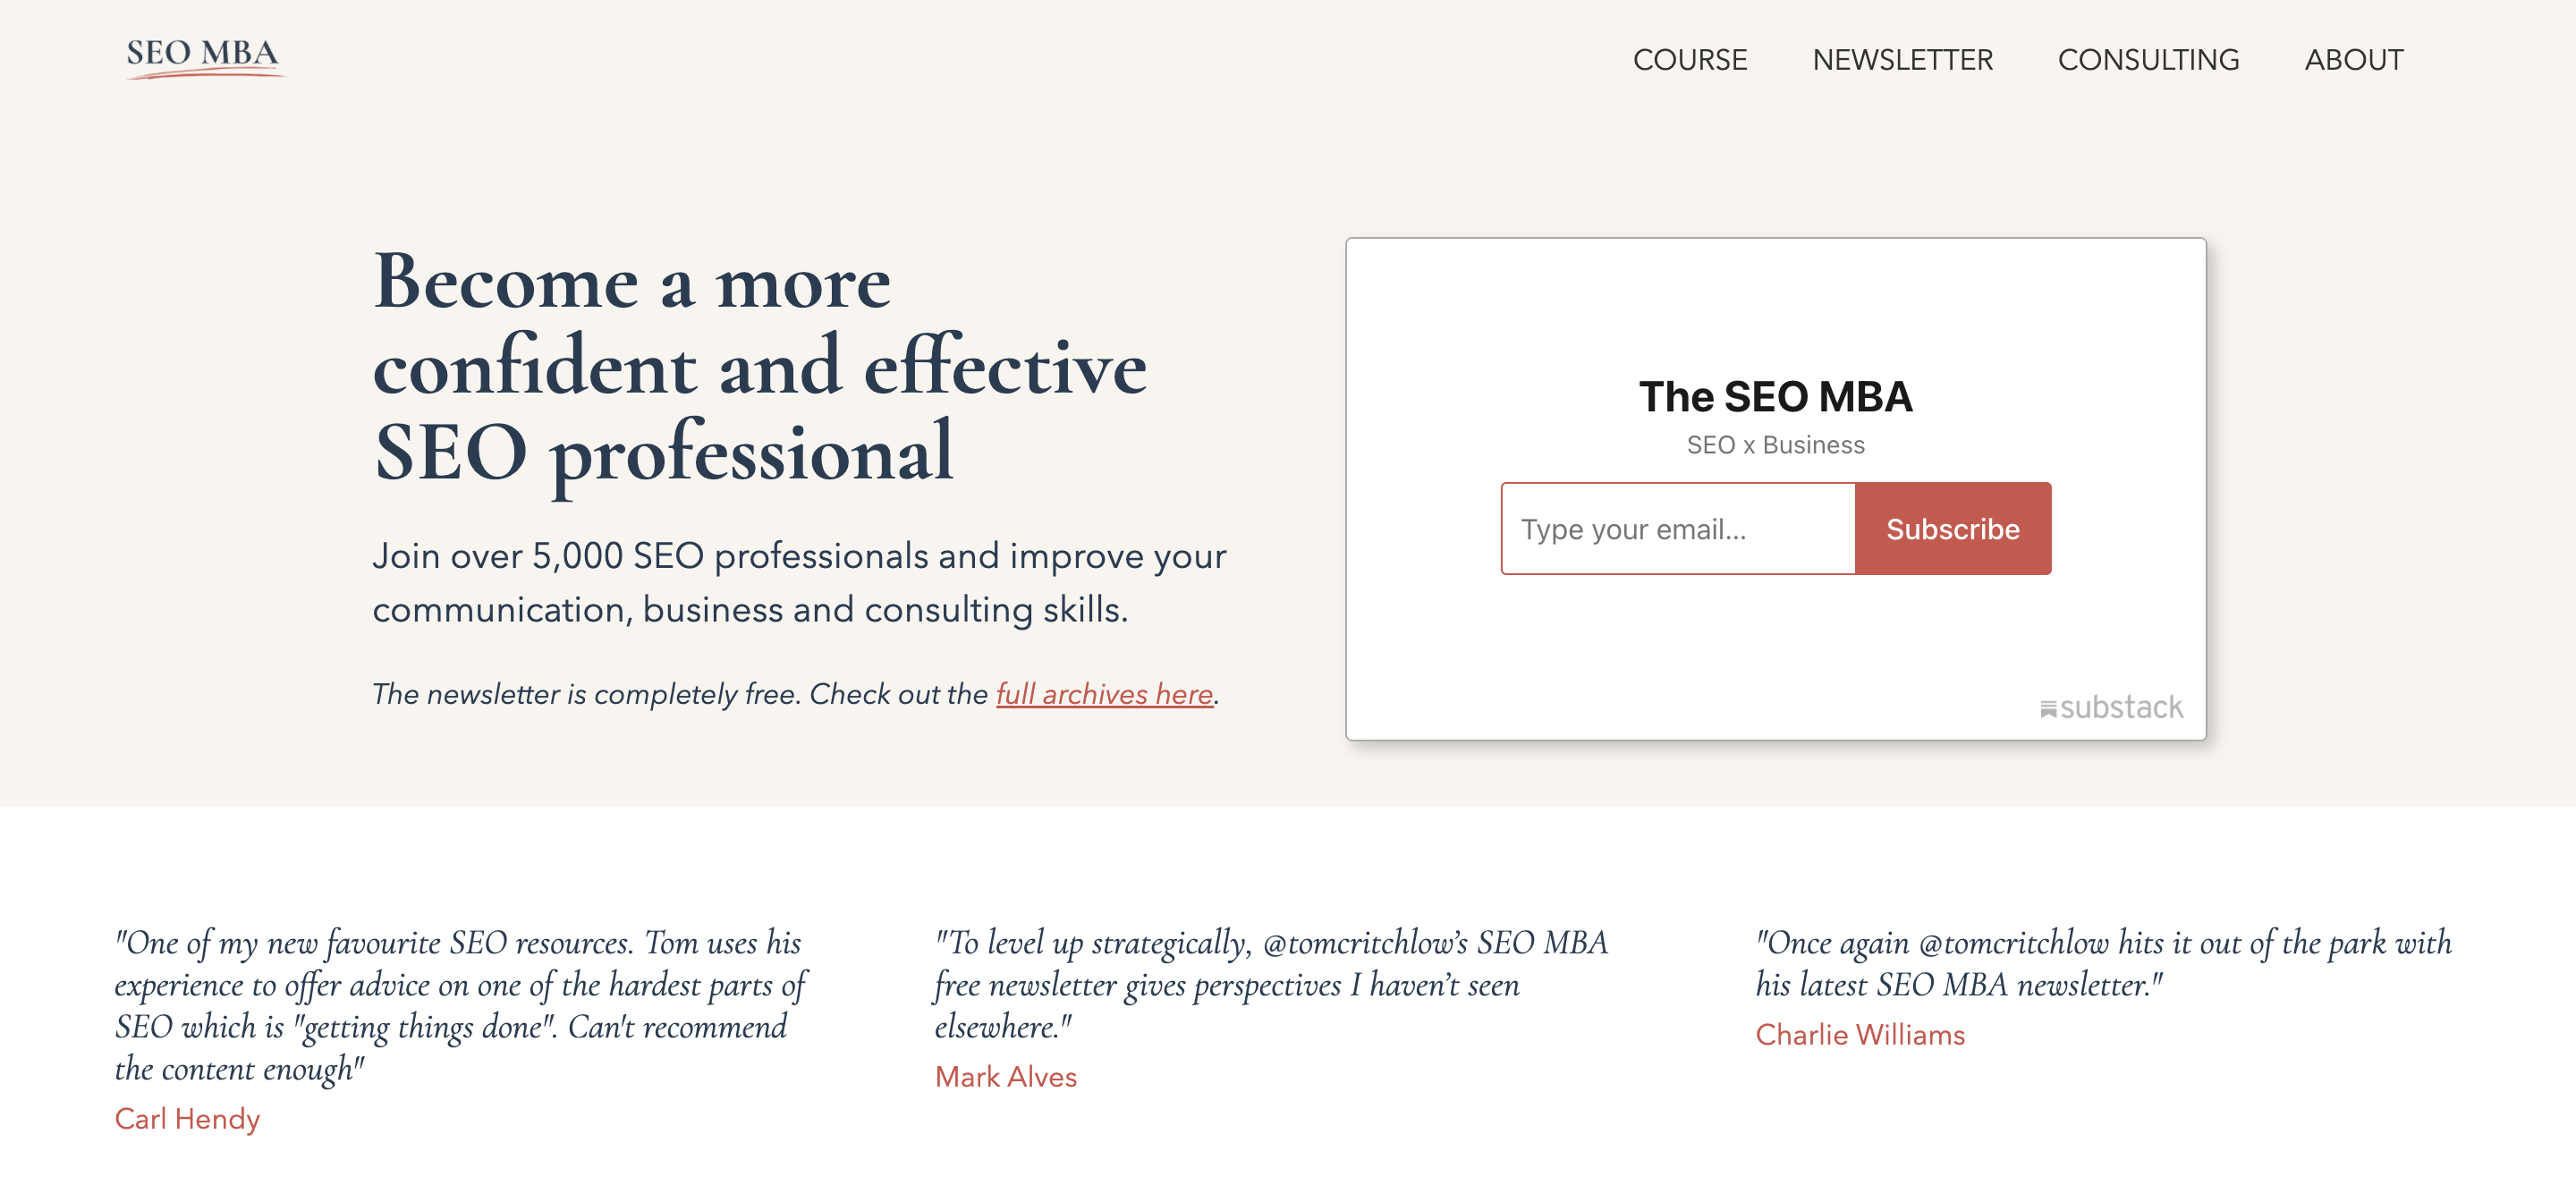 SEO MBA
COURSE NEWSLETTER CONSULTING ABOUT
Become a more
confident and effective
SEO professional
Join over 5,000 SEO professionals and improve your
communication, business and consulting skills.
The newsletter is completely free. Check out the full archives here.
The SEO MBA
SEO x Business
Type your email... Subscribe
substack
"One of my new favourite SEO resources. Tom uses his
experience to offer advice on one of the hardest parts of
SEO which is "getting things done". Can't recommend
the content enough"
Carl Hendy
"To level up strategically, @tomcritchlow’s SEO MBA
free newsletter gives perspectives I haven’t seen
elsewhere."
Mark Alves
"Once again @tomcritchlow hits it out of the park with
his latest SEO MBA newsletter."
Charlie Williams